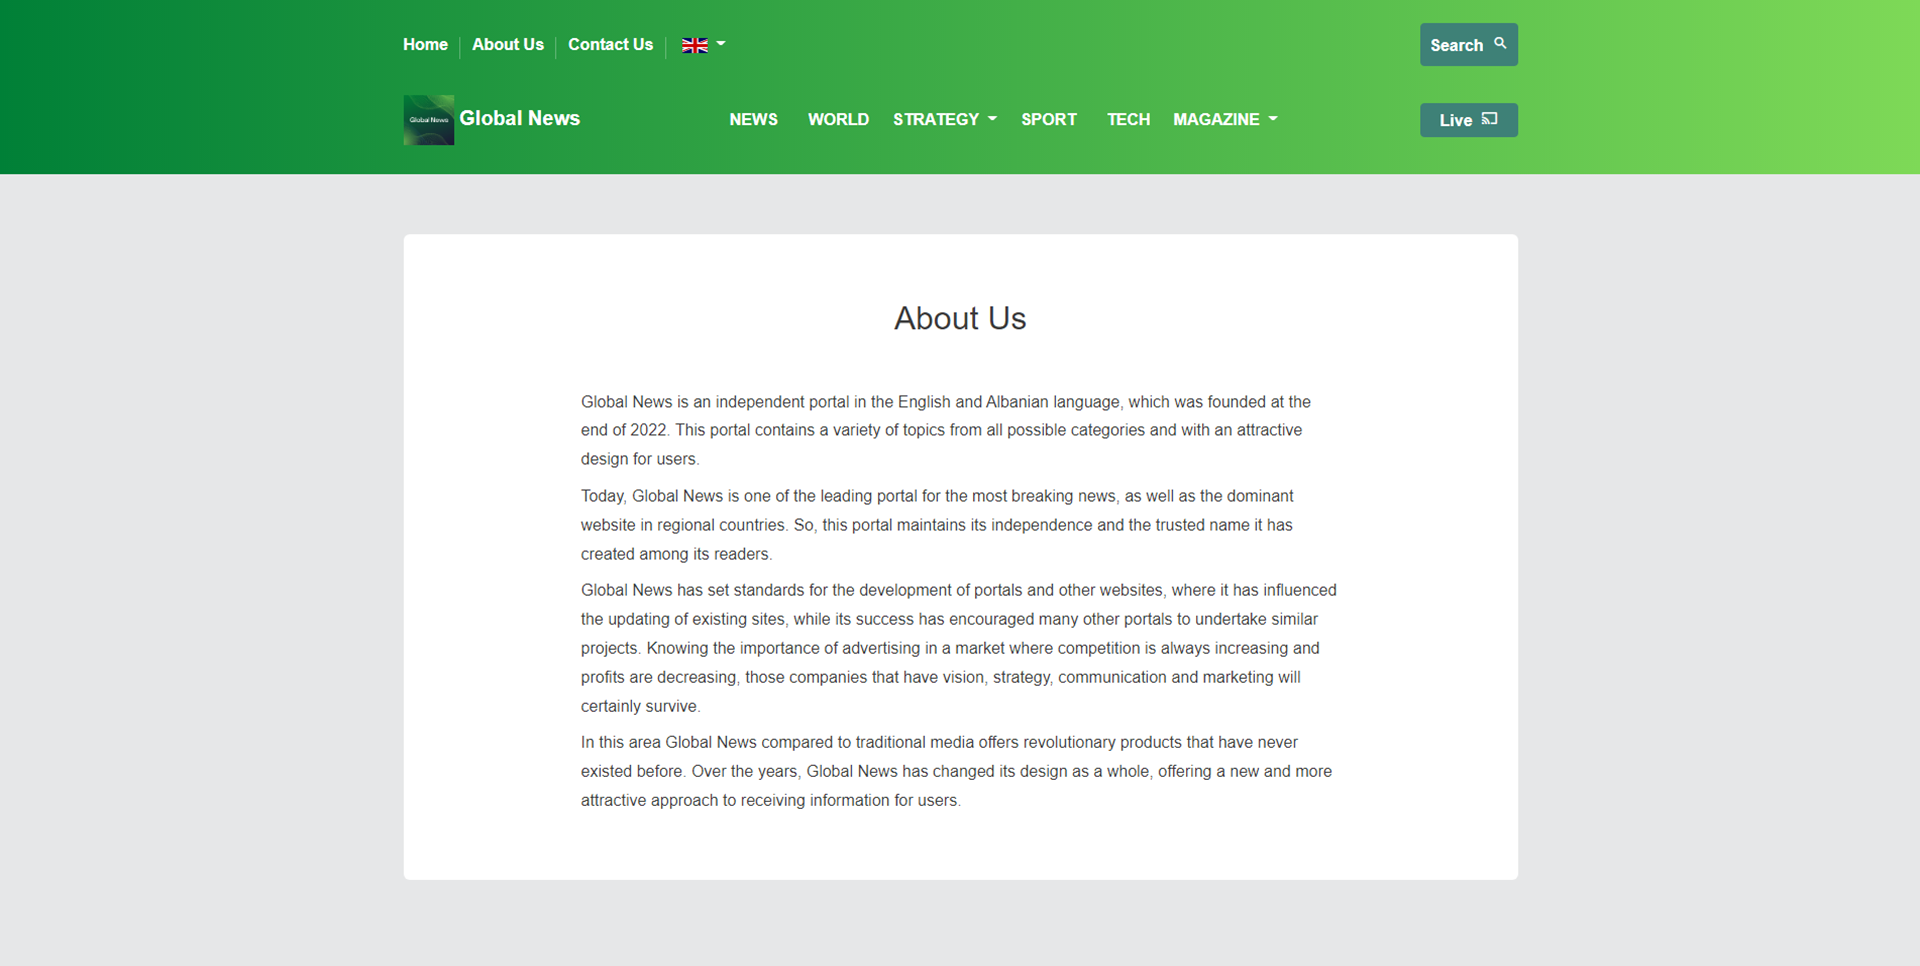 Home
About Us
Contact Us
Search
Global News
Global News
NEWS
WORLD
STRATEGY
SPORT
TECH
MAGAZINE
Live
About Us
Global News is an independent portal in the English and Albanian language, which was founded at the
end of 2022. This portal contains a variety of topics from all possible categories and with an attractive
design for users.
Today, Global News is one of the leading portal for the most breaking news, as well as the dominant
website in regional countries. So, this portal maintains its independence and the trusted name it has
created among its readers.
Global News has set standards for the development of portals and other websites, where it has influenced
the updating of existing sites, while its success has encouraged many other portals to undertake similar
projects. Knowing the importance of advertising in a market where competition is always increasing and
profits are decreasing, those companies that have vision, strategy, communication and marketing will
certainly survive.
In this area Global News compared to traditional media offers revolutionary products that have never
existed before. Over the years, Global News has changed its design as a whole, offering a new and more
attractive approach to receiving information for users.